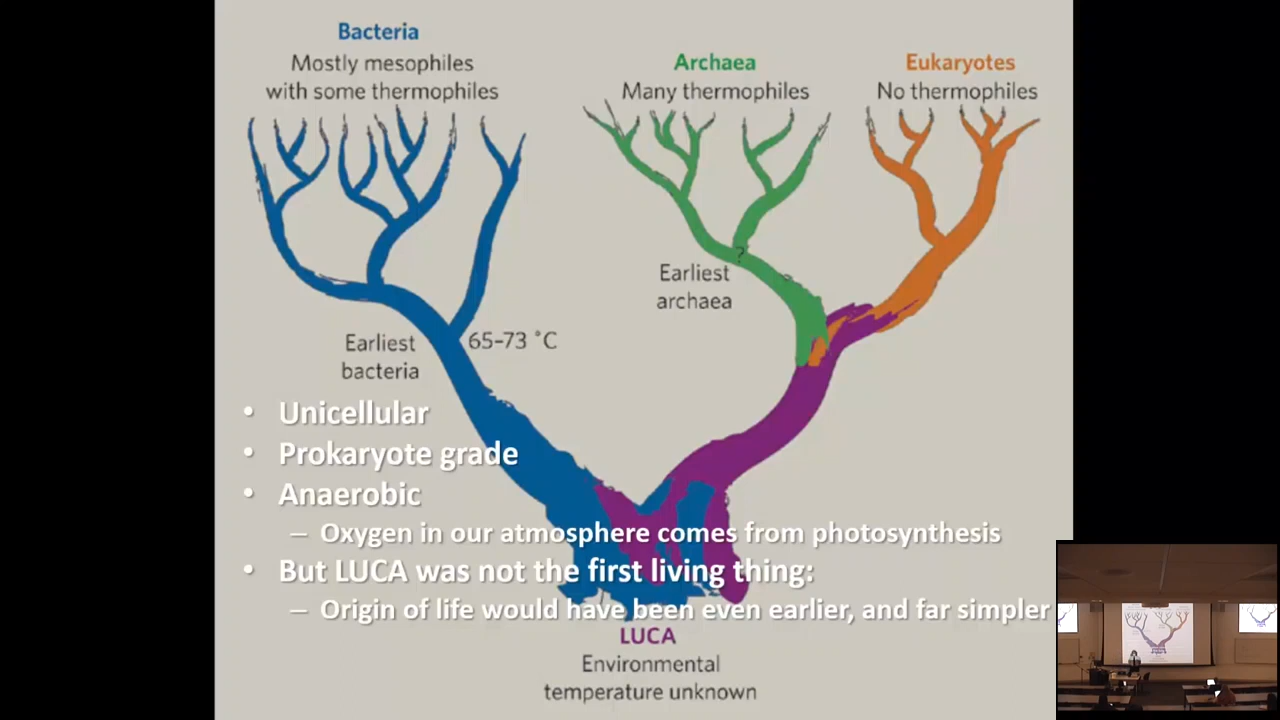 Bacteria
Mostly mesophiles
with some thermophiles
Archaea
Many thermophiles
Eukaryotes
No thermophiles
?
Earliest
archaea
Earliest
bacteria
65–73 °C
• Unicellular
• Prokaryote grade
• Anaerobic
– Oxygen in our atmosphere comes from photosynthesis
• But LUCA was not the first living thing:
– Origin of life would have been even earlier, and far simpler
LUCA
Environmental
temperature unknown